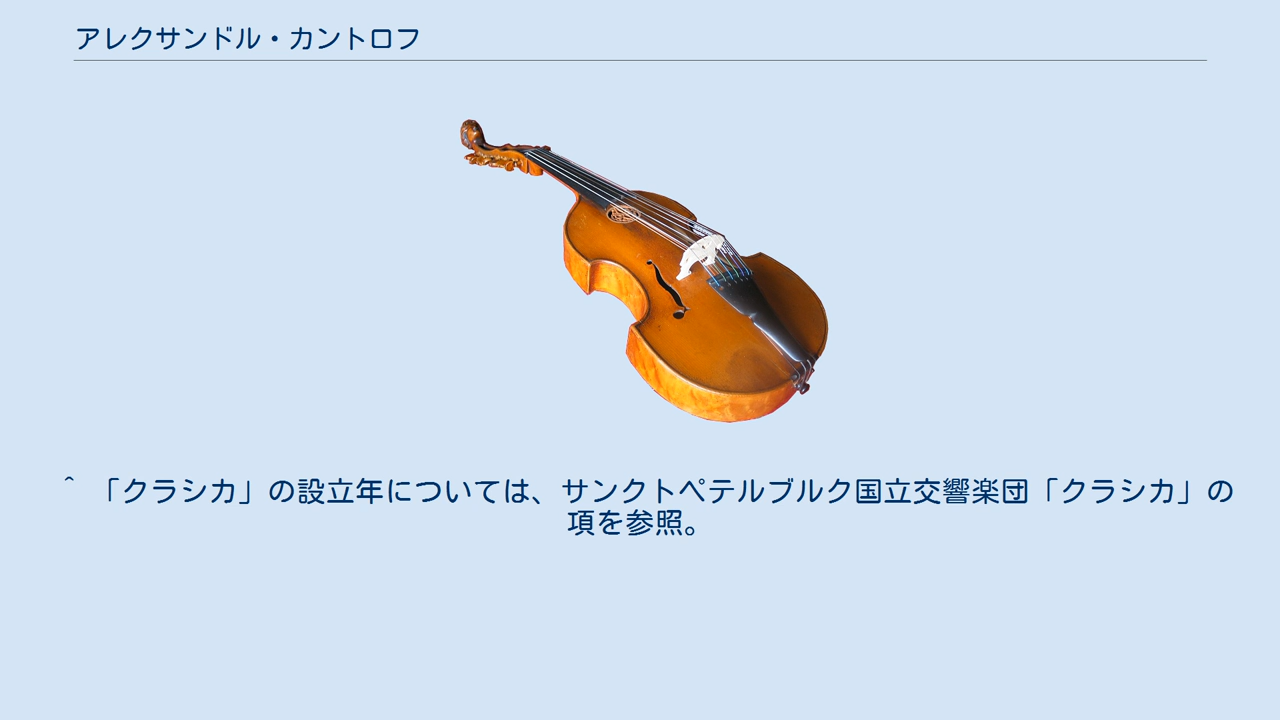 アレクサンドル・カントロフ
^ 「クラシカ」の設立年については、サンクトペテルブルク国立交響楽団「クラシカ」の
項を参照。